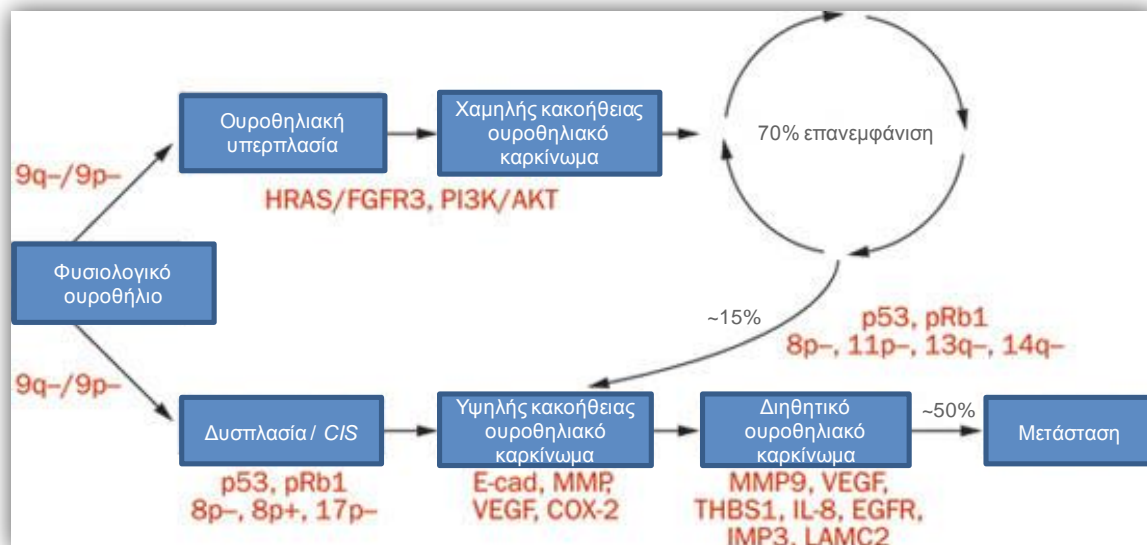 Ουροθηλιακή
υπερπλασία
Χαμηλής κακοήθειας
ουροθηλιακό
καρκίνωμα
70% επανεμφάνιση
9q–/9p–
HRAS/FGFR3, PI3K/AKT
Φυσιολογικό
ουροθήλιο
~15%
p53, pRb1
8p–, 11p–, 13q–, 14q–
9q–/9p–
Δυσπλασία / CIS
Υψηλής κακοήθειας
ουροθηλιακό
καρκίνωμα
Διηθητικό
ουροθηλιακό
καρκίνωμα
~50%
Μετάσταση
p53, pRb1
8p–, 8p+, 17p–
E-cad, MMP,
VEGF, COX-2
MMP9, VEGF,
THBS1, IL-8, EGFR,
IMP3, LAMC2